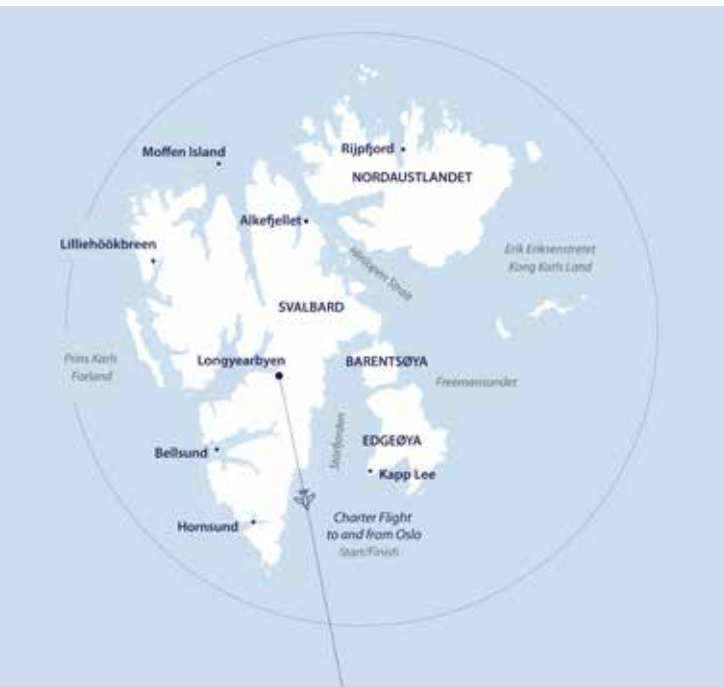 Moffen Island
Rijpfjord
NORDAUSTLANDET
Alkefjellet
Lilliehöökbreen
Erik Eriksenstretet
Kong Karls Land
Hinlopen Strait
SVALBARD
Prins Karls
Forland
Longyearbyen
BARENTSØYA
Freemansundet
Storfjorden
EDGEØYA
Bellsund
Kapp Lee
Hornsund
Charter Flight
to and from Oslo
Start/Finish